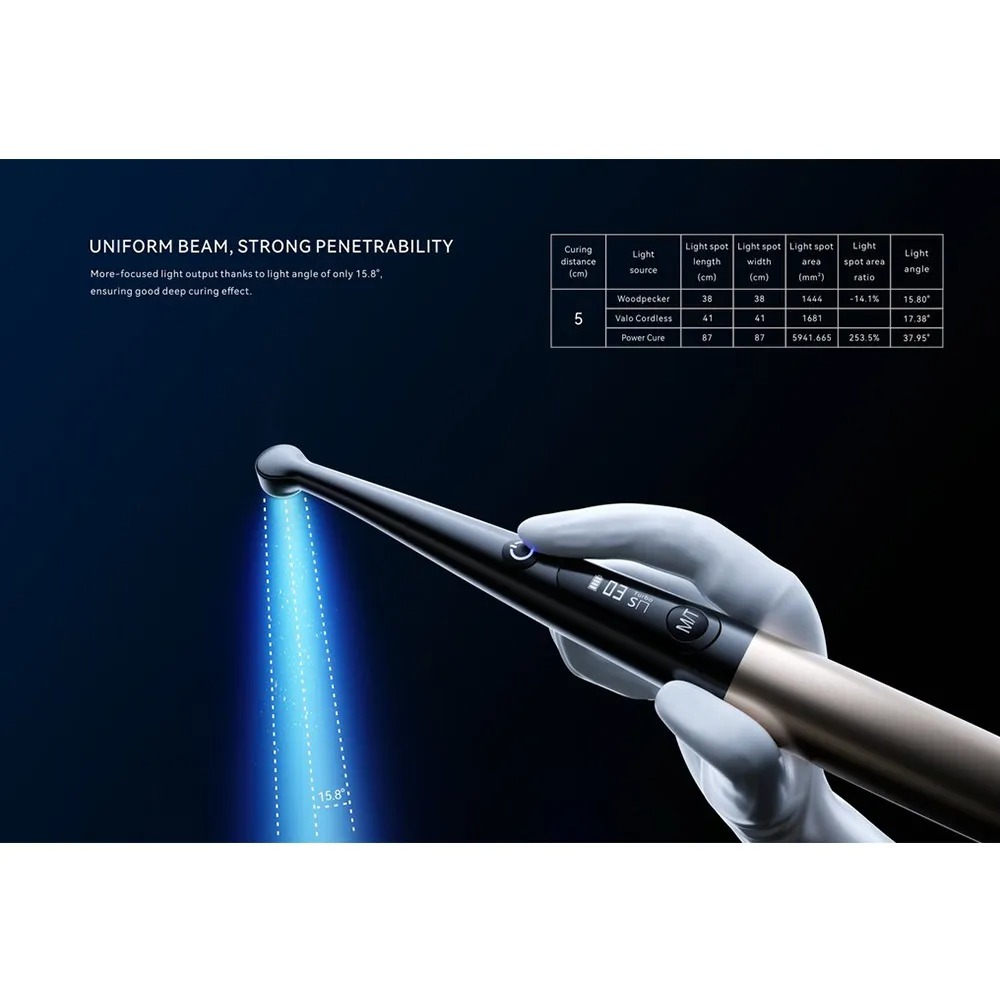 UNIFORM BEAM, STRONG PENETRABILITY
More-focused light output thanks to light angle of only 15.8°,
ensuring good deep curing effect.
Curing distance (cm) Light source Light spot length (cm) Light spot width (cm) Light spot area (mm²) Light spot area ratio Light angle
5
Woodpecker 38 38 1444 -14.1% 15.80°
Valo Cordless 41 41 1681 17.38°
Power Cure 87 87 5941.665 253.5% 37.95°
Turbo
03
M/T
15.8°